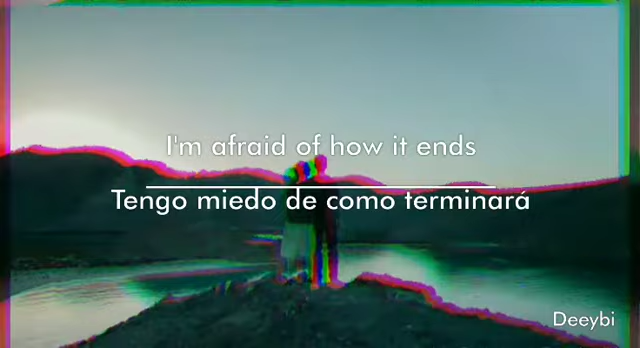 I'm afraid of how it ends
Tengo miedo de como terminará
Deeybi